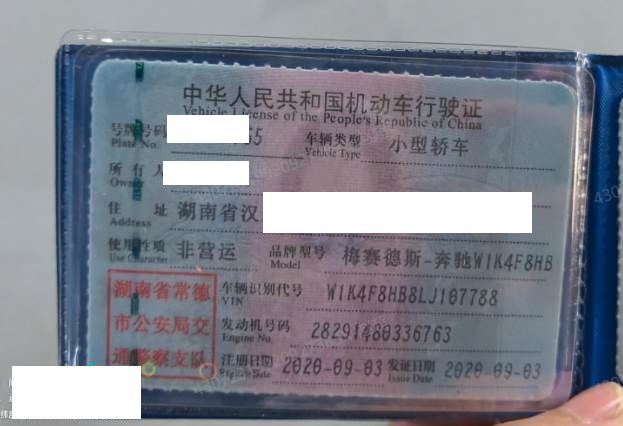 中华人民共和国机动车行驶证
Vehicle License of the People's Republic of China
号牌号码 55 车辆类型 小型轿车
Plate No. Vehicle Type
所有人
Owner
住址 湖南省汉
Address
使用性质 非营运 品牌型号 梅赛德斯-奔驰W1K4F8HB
Use Character Model
湖南省常德 车辆识别代号 W1K4F8HB8LJ107788
VIN
市公安局交 发动机号码 28291480336763
Engine No.
通警察支队 注册日期 2020-09-03 发证日期 2020-09-03
Register Date Issue Date